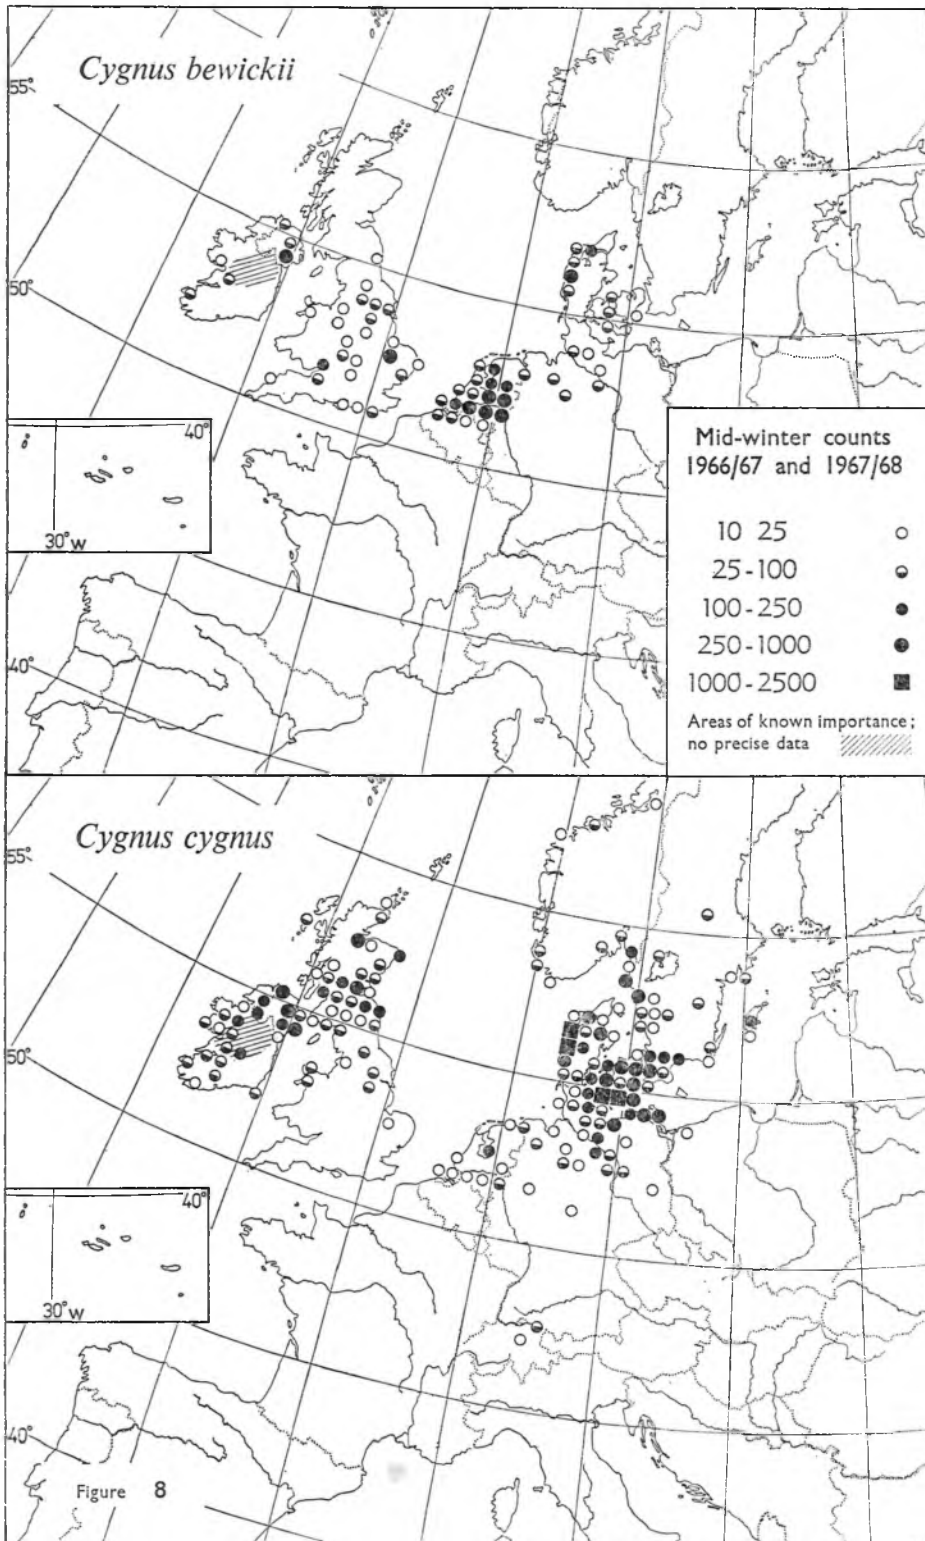 Cygnus bewickii
55°
50°
40°
30°W
40°
Mid-winter counts
1966/67 and 1967/68
10 25
25-100
100-250
250-1000
1000-2500
Areas of known importance;
no precise data
Cygnus cygnus
55°
50°
40°
30°W
40°
Figure 8